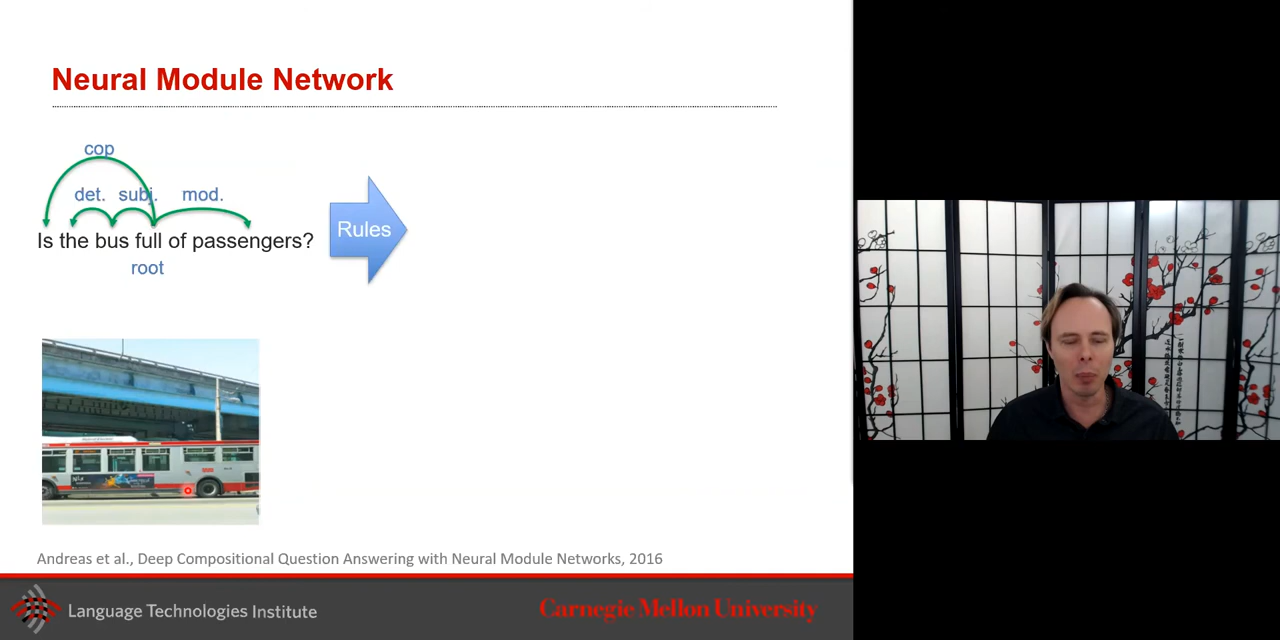 Neural Module Network
cop
det. subj. mod.
Is the bus full of passengers?
root
Rules
Andreas et al., Deep Compositional Question Answering with Neural Module Networks, 2016
Language Technologies Institute
Carnegie Mellon University